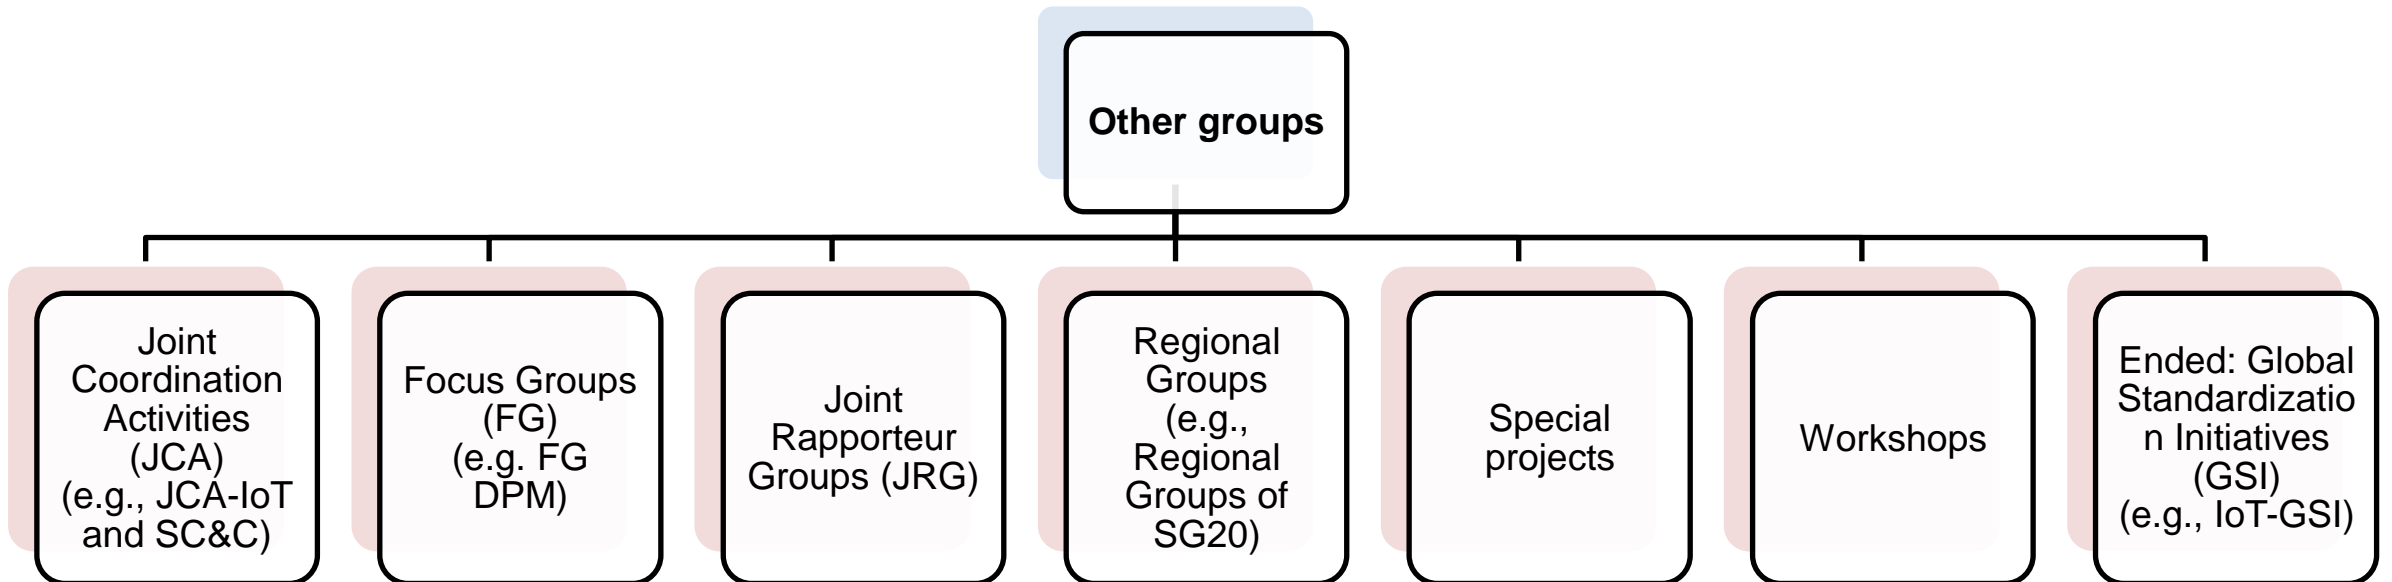 Other groups
Joint
Coordination
Activities
(JCA)
(e.g., JCA-IoT
and SC&C)
Focus Groups
(FG)
(e.g. FG
DPM)
Joint
Rapporteur
Groups (JRG)
Regional
Groups
(e.g.,
Regional
Groups of
SG20)
Special
projects
Workshops
Ended: Global
Standardizatio
n Initiatives
(GSI)
(e.g., IoT-GSI)